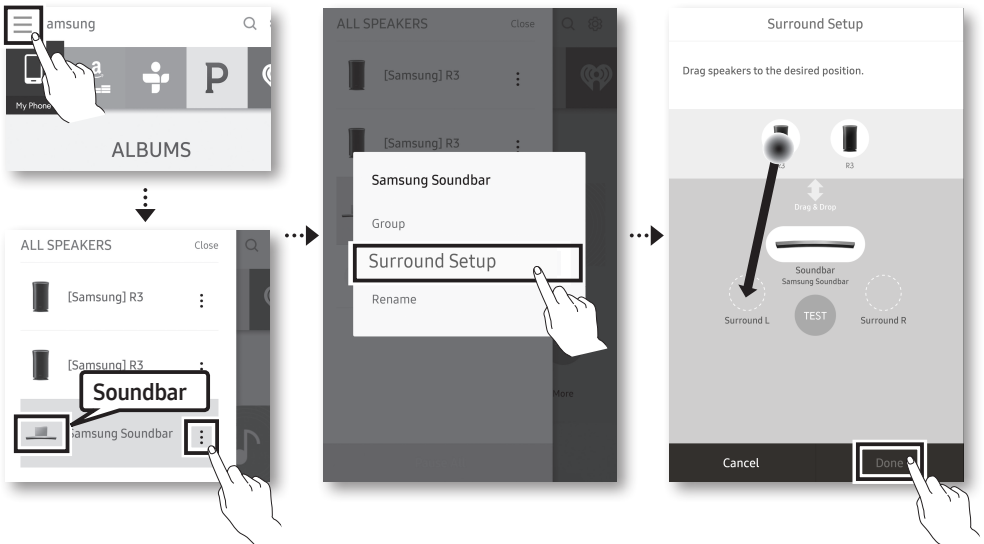 amsung
a
P
My Phone
ALBUMS
ALL SPEAKERS Close
[Samsung] R3
[Samsung] R3
Soundbar
Samsung Soundbar
ALL SPEAKERS Close
[Samsung] R3
[Samsung] R3
Samsung Soundbar
Group
Surround Setup
Rename
More
Surround Setup
Drag speakers to the desired position.
R3 R3
Drag & Drop
Soundbar
Samsung Soundbar
Surround L TEST Surround R
Cancel Done